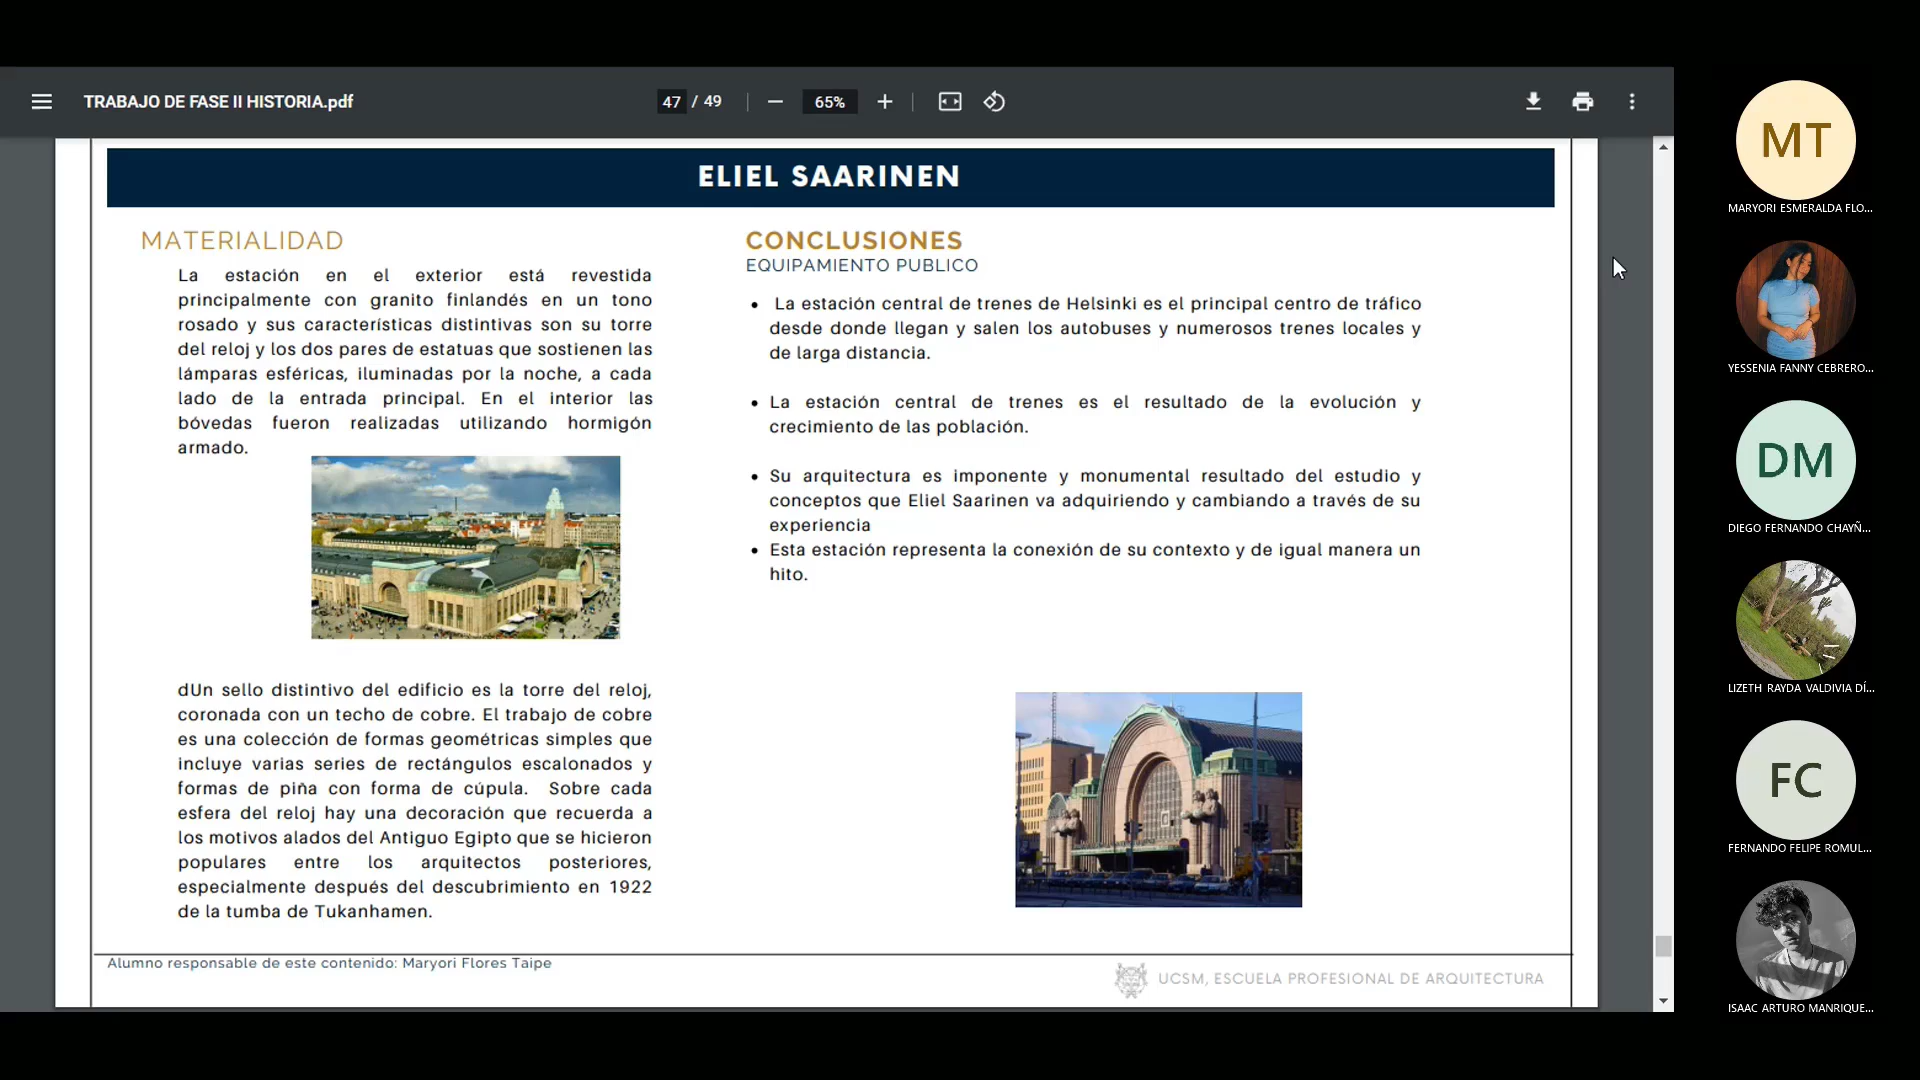 TRABAJO DE FASE II HISTORIA.pdf
47 / 49
65%
ELIEL SAARINEN
MATERIALIDAD
La estación en el exterior está revestida
principalmente con granito finlandés en un tono
rosado y sus características distintivas son su torre
del reloj y los dos pares de estatuas que sostienen las
lámparas esféricas, iluminadas por la noche, a cada
lado de la entrada principal. En el interior las
bóvedas fueron realizadas utilizando hormigón
armado.
dUn sello distintivo del edificio es la torre del reloj,
coronada con un techo de cobre. El trabajo de cobre
es una colección de formas geométricas simples que
incluye varias series de rectángulos escalonados y
formas de piña con forma de cúpula. Sobre cada
esfera del reloj hay una decoración que recuerda a
los motivos alados del Antiguo Egipto que se hicieron
populares entre los arquitectos posteriores,
especialmente después del descubrimiento en 1922
de la tumba de Tukanhamen.
CONCLUSIONES
EQUIPAMIENTO PUBLICO
• La estación central de trenes de Helsinki es el principal centro de tráfico
desde donde llegan y salen los autobuses y numerosos trenes locales y
de larga distancia.
• La estación central de trenes es el resultado de la evolución y
crecimiento de las población.
• Su arquitectura es imponente y monumental resultado del estudio y
conceptos que Eliel Saarinen va adquiriendo y cambiando a través de su
experiencia
• Esta estación representa la conexión de su contexto y de igual manera un
hito.
Alumno responsable de este contenido: Maryori Flores Taipe
UCSM, ESCUELA PROFESIONAL DE ARQUITECTURA
MT
MARYORI ESMERALDA FLO...
YESSENIA FANNY CEBRERO...
DM
DIEGO FERNANDO CHAYÑ...
LIZETH RAYDA VALDIVIA DÍ...
FC
FERNANDO FELIPE ROMUL...
ISAAC ARTURO MANRIQUE...